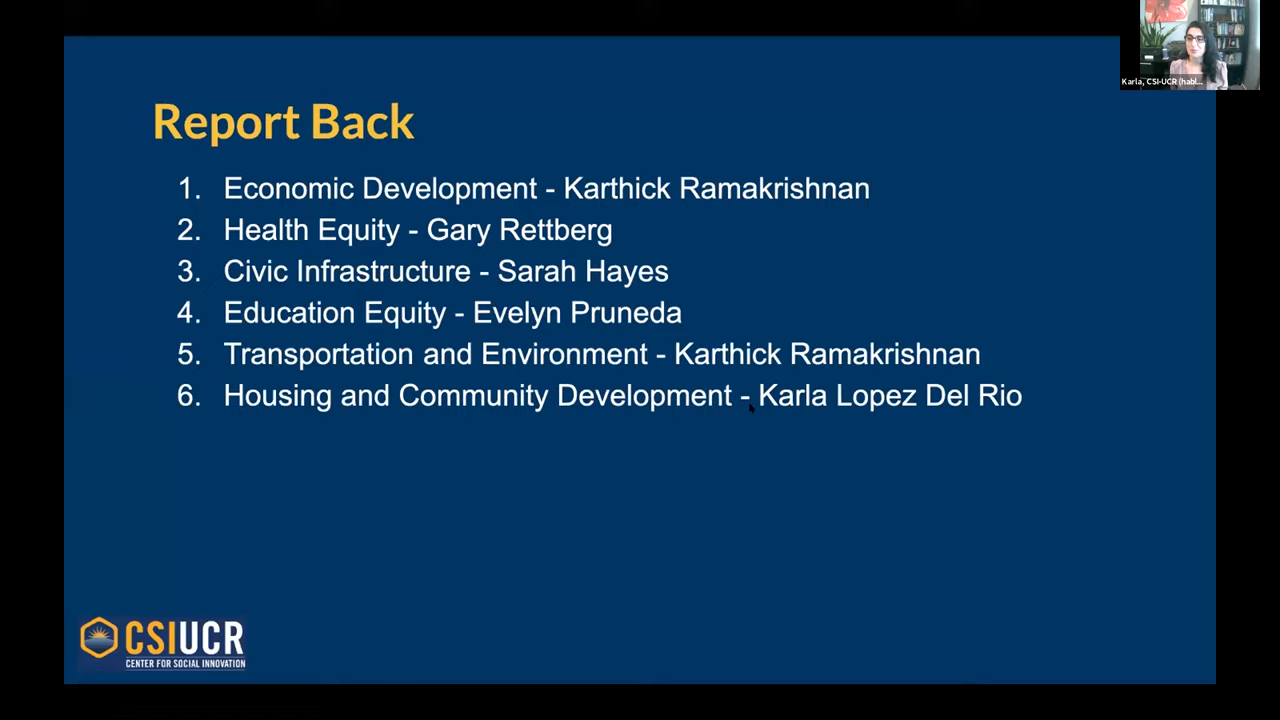 Karla, CSI-UCR (habl...
Report Back
1. Economic Development - Karthick Ramakrishnan
2. Health Equity - Gary Rettberg
3. Civic Infrastructure - Sarah Hayes
4. Education Equity - Evelyn Pruneda
5. Transportation and Environment - Karthick Ramakrishnan
6. Housing and Community Development - Karla Lopez Del Rio
CSIUCR
CENTER FOR SOCIAL INNOVATION